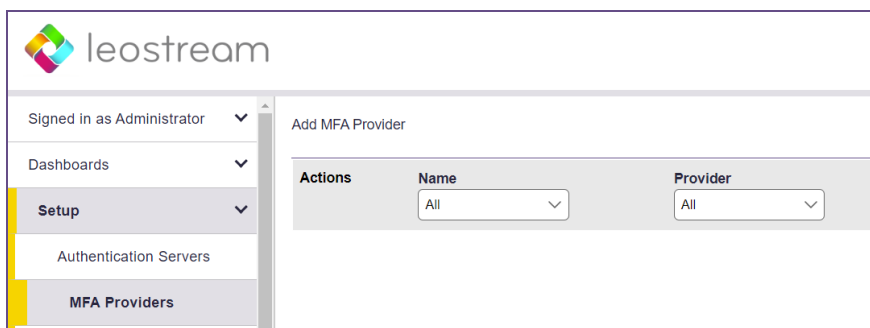 leostream
Signed in as Administrator
Add MFA Provider
Dashboards
Actions Name Provider
All All
Setup
Authentication Servers
MFA Providers